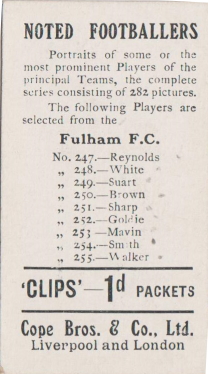 NOTED FOOTBALLERS
Portraits of some or the
most prominent Players of the
principal Teams, the complete
series consisting of 282 pictures.
The following Players are
selected from the
Fulham F.C.
No. 247.—Reynolds
„ 248.—White
„ 249.—Suart
„ 250.—Brown
„ 251.—Sharp
„ 252.—Goldie
„ 253—Mavin
„ 254.—Smith
„ 255.—Walker
'CLIPS'—1d PACKETS
Cope Bros. & Co., Ltd.
Liverpool and London